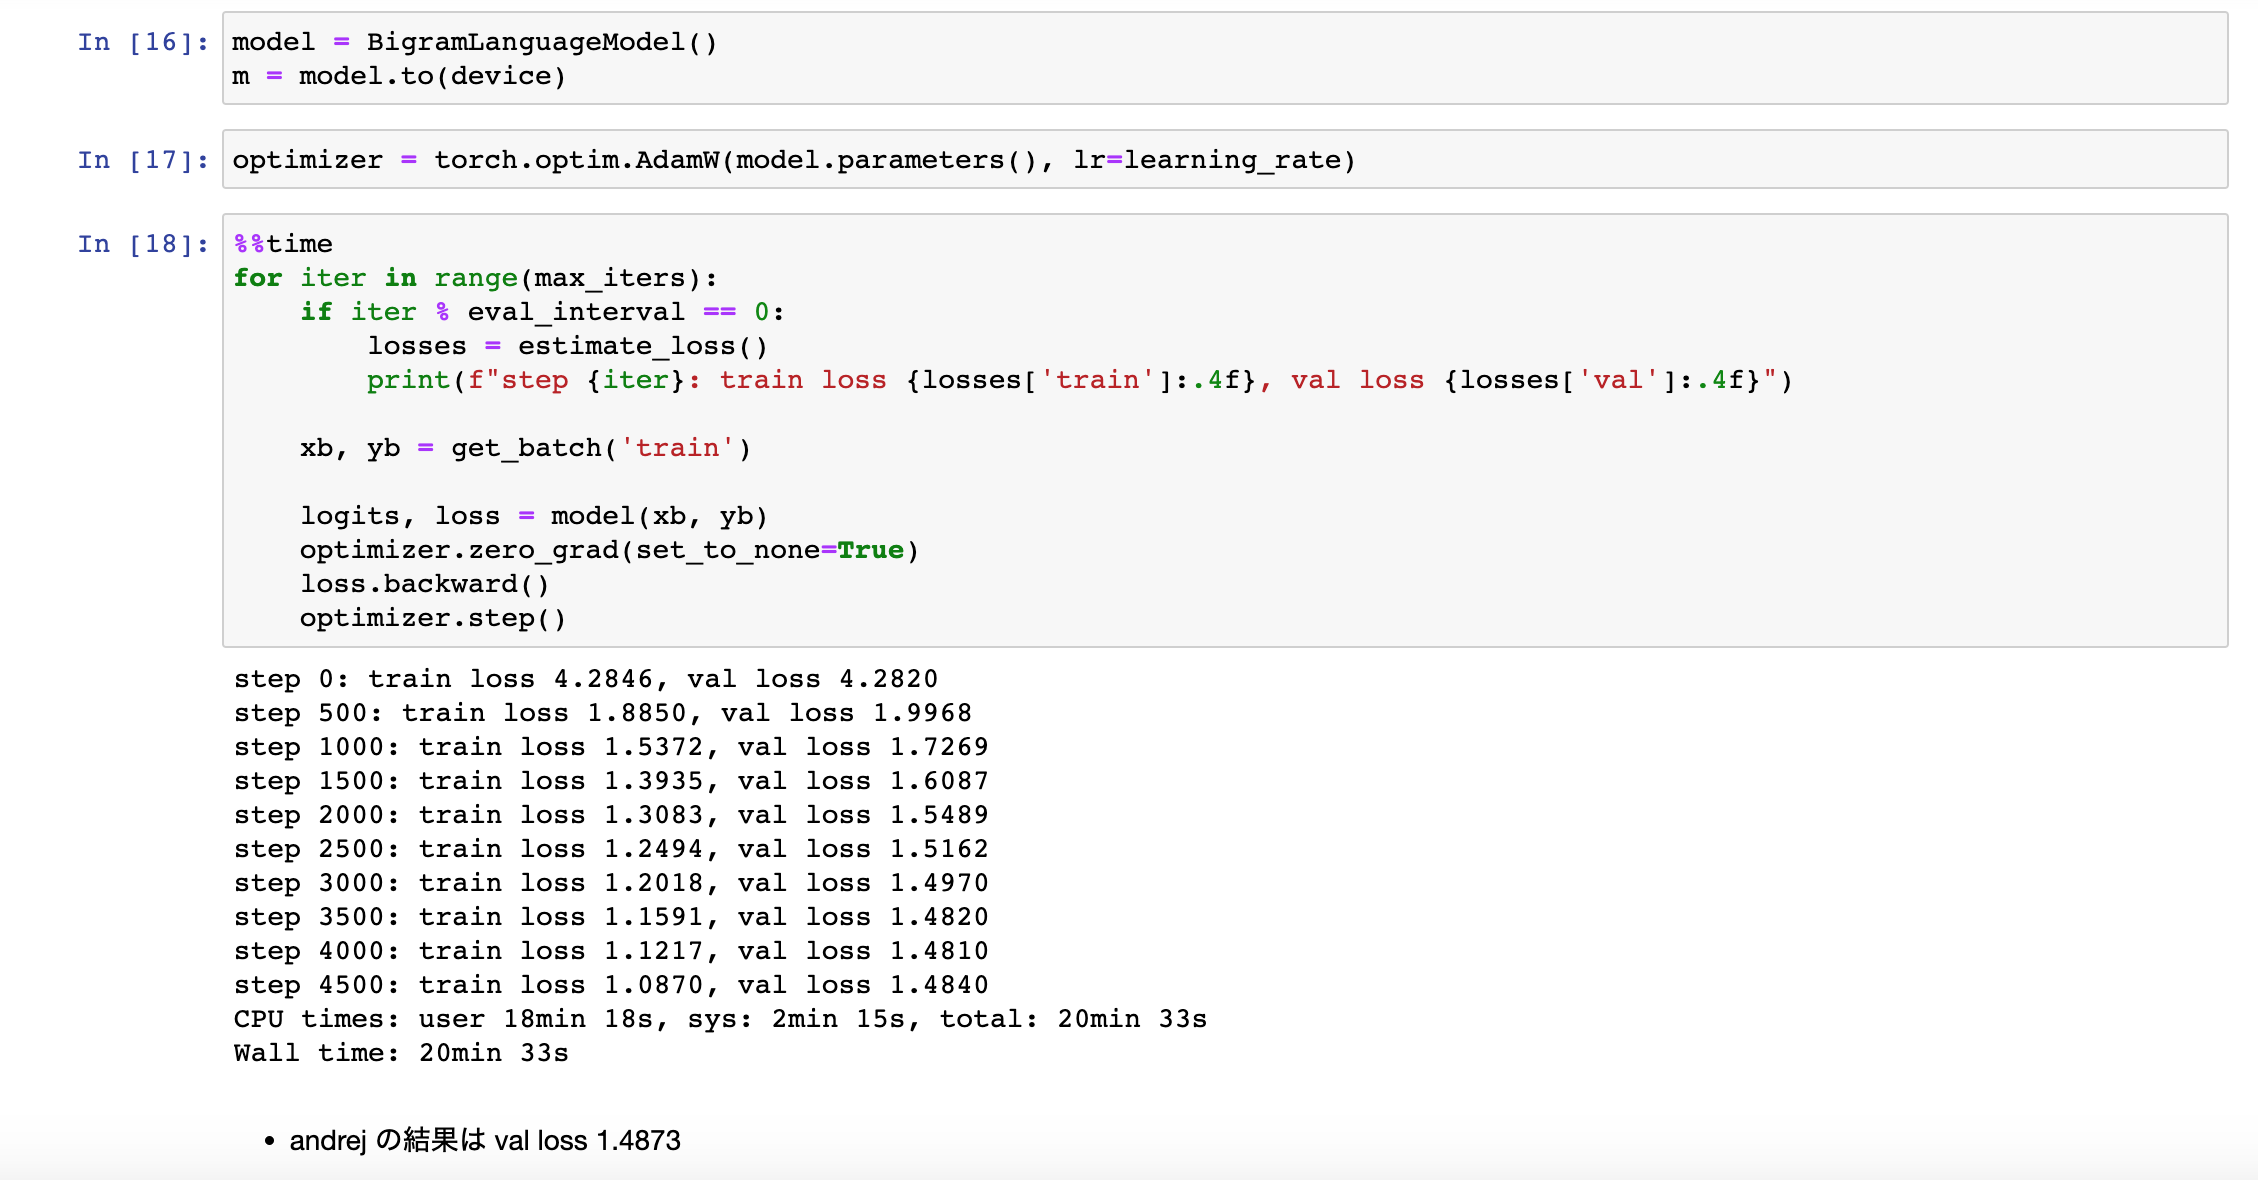 In [16]: model = BigramLanguageModel()
m = model.to(device)
In [17]: optimizer = torch.optim.AdamW(model.parameters(), lr=learning_rate)
In [18]: %%time
for iter in range(max_iters):
    if iter % eval_interval == 0:
        losses = estimate_loss()
        print(f"step {iter}: train loss {losses['train']:.4f}, val loss {losses['val']:.4f}")
    xb, yb = get_batch('train')
    logits, loss = model(xb, yb)
    optimizer.zero_grad(set_to_none=True)
    loss.backward()
    optimizer.step()
step 0: train loss 4.2846, val loss 4.2820
step 500: train loss 1.8850, val loss 1.9968
step 1000: train loss 1.5372, val loss 1.7269
step 1500: train loss 1.3935, val loss 1.6087
step 2000: train loss 1.3083, val loss 1.5489
step 2500: train loss 1.2494, val loss 1.5162
step 3000: train loss 1.2018, val loss 1.4970
step 3500: train loss 1.1591, val loss 1.4820
step 4000: train loss 1.1217, val loss 1.4810
step 4500: train loss 1.0870, val loss 1.4840
CPU times: user 18min 18s, sys: 2min 15s, total: 20min 33s
Wall time: 20min 33s
• andrej の結果は val loss 1.4873